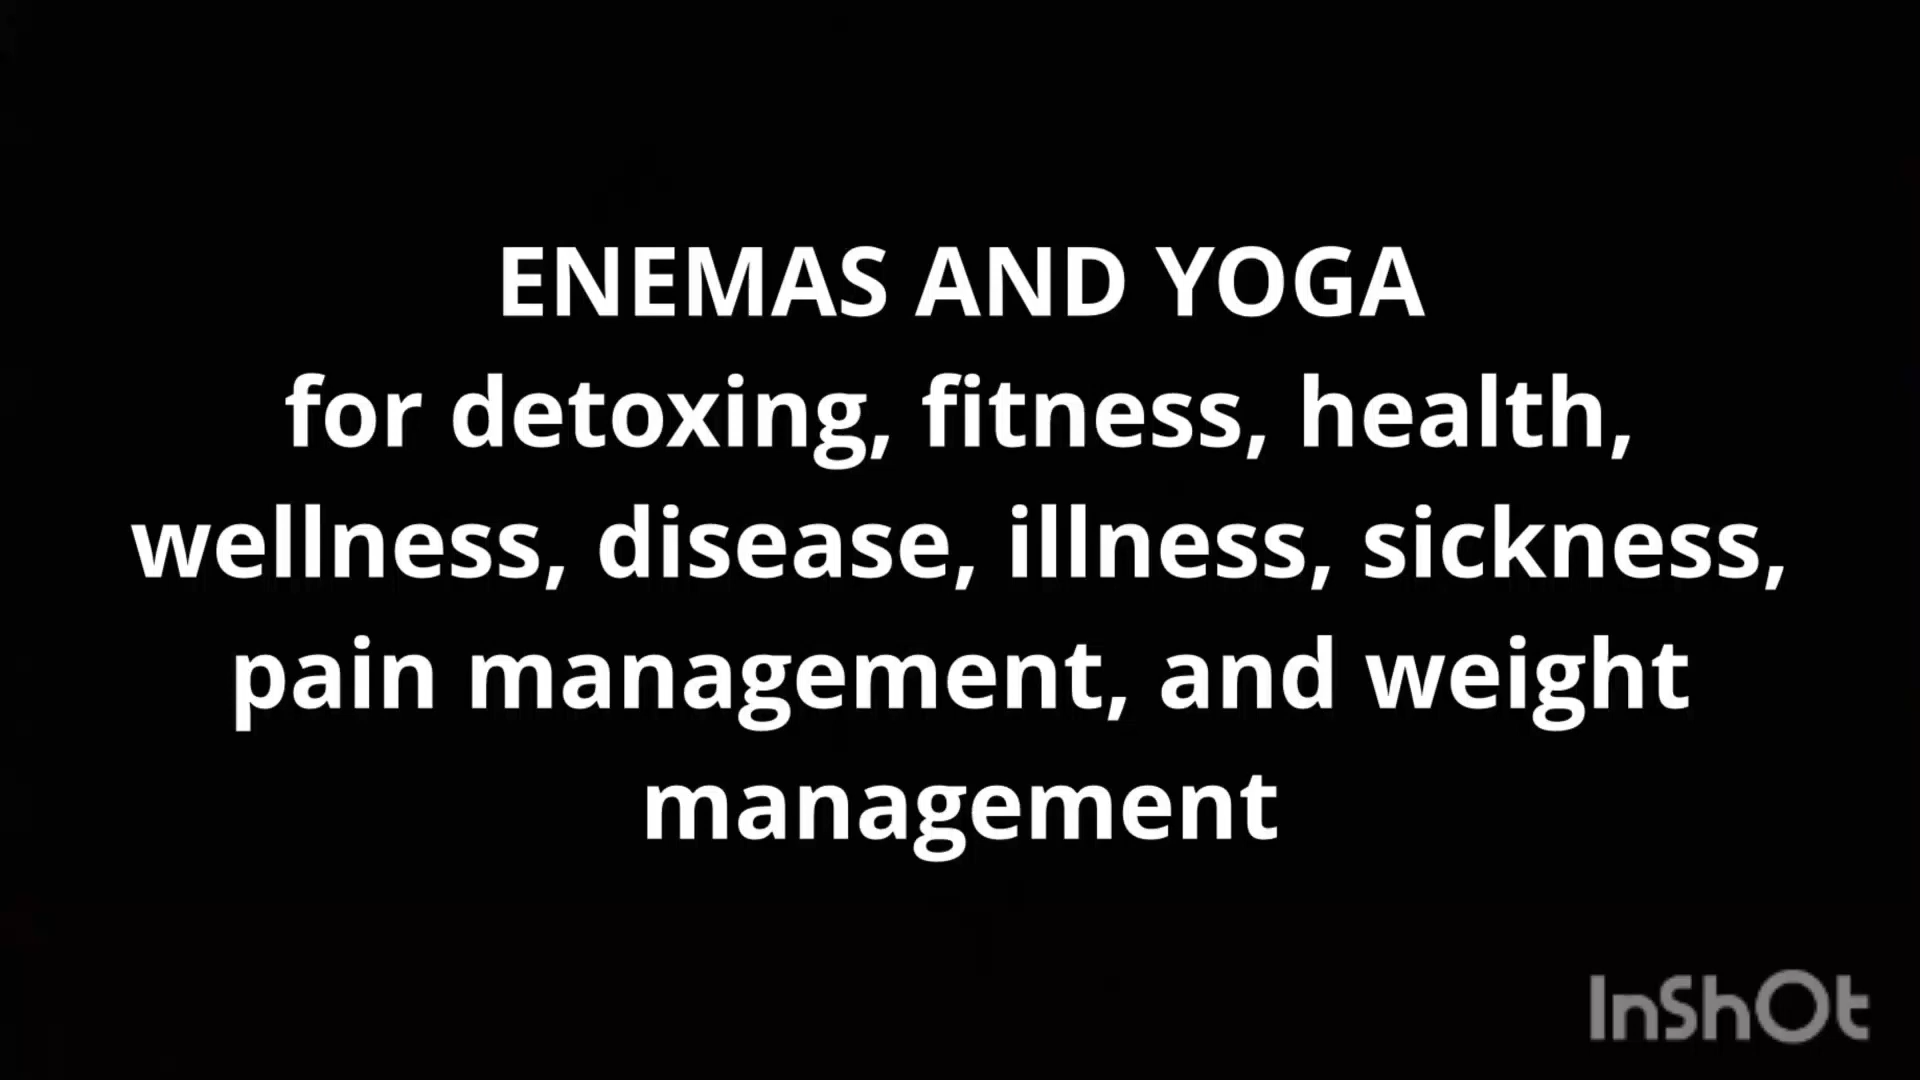 ENEMAS AND YOGA
for detoxing, fitness, health,
wellness, disease, illness, sickness,
pain management, and weight
management
InShOt